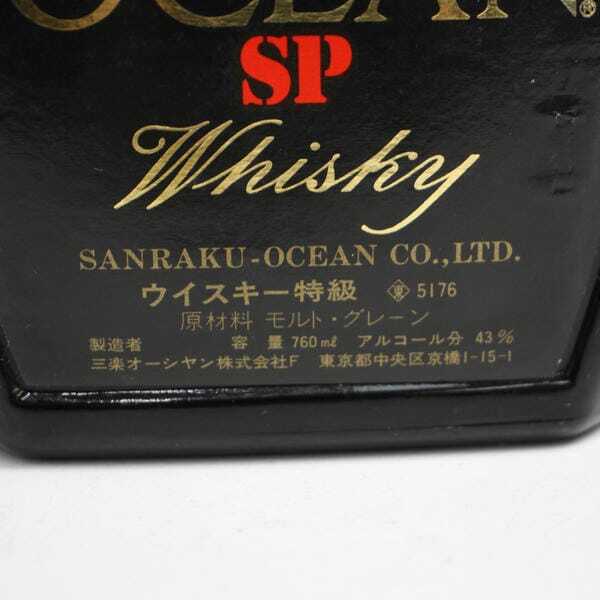 OCEAN®
SP
Whisky
SANRAKU-OCEAN CO.,LTD.
ウイスキー特級 東 5176
原材料 モルト・グレーン
製造者 容量 760ml アルコール分 43%
三楽オーシヤン株式会社F 東京都中央区京橋1-15-1